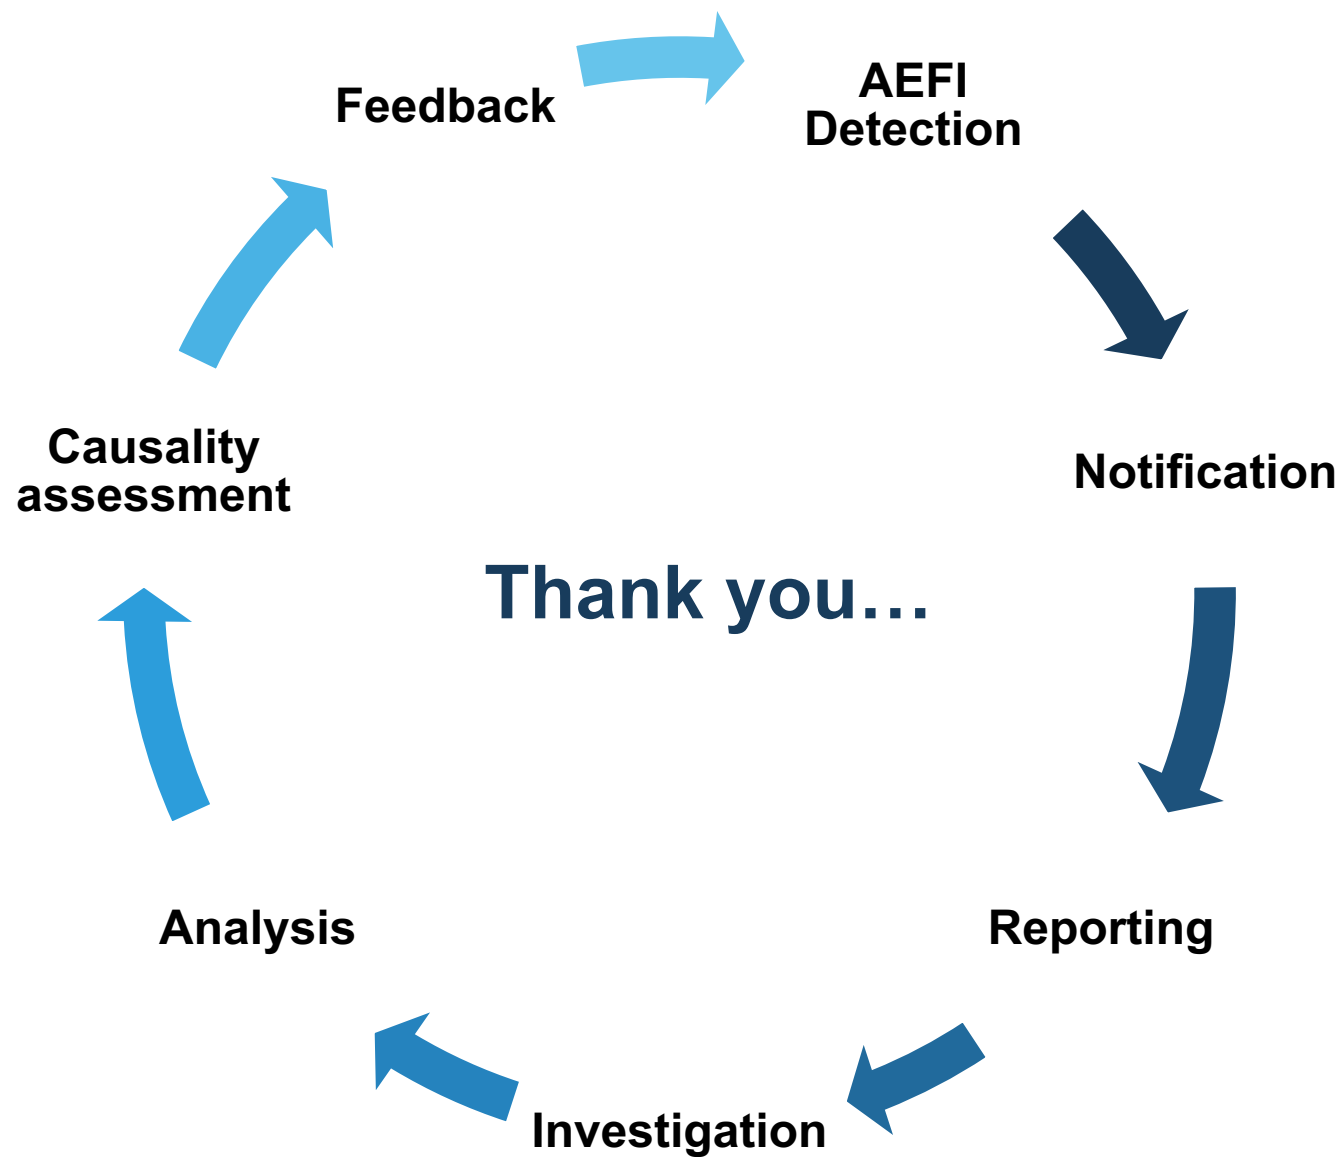 Feedback
AEFI
Detection
Causality
assessment
Notification
Thank you…
Analysis
Reporting
Investigation